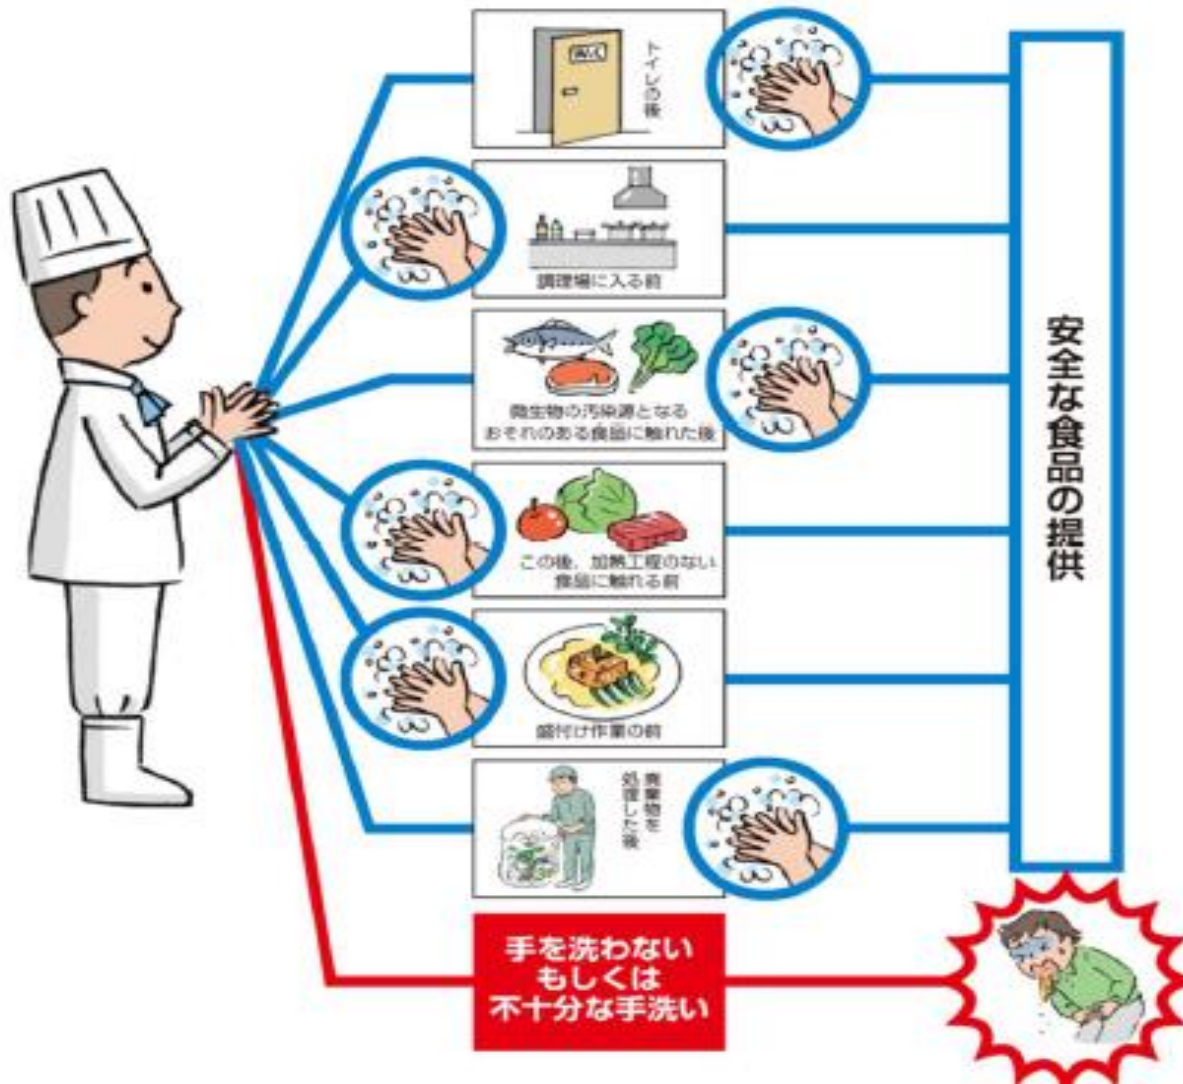 W.C
トイレの後
調理場に入る前
微生物の汚染源となる
おそれのある食品に触れた後
この後、加熱工程のない
食品に触れる前
盛付け作業の前
廃棄物を
処理した後
安全な食品の提供
手を洗わない
もしくは
不十分な手洗い